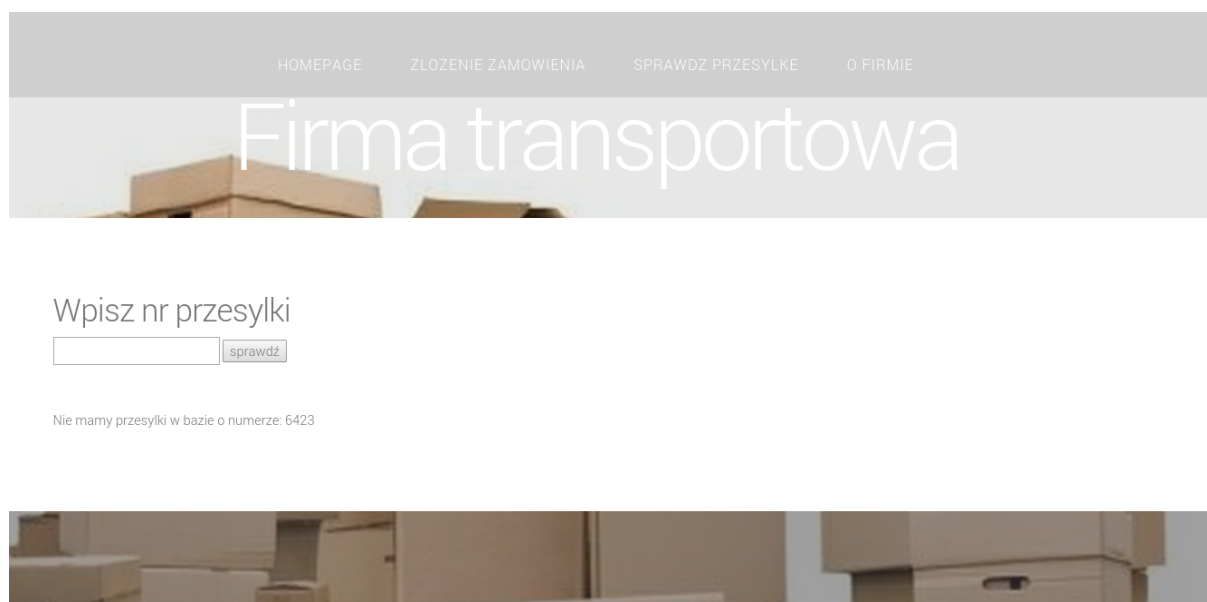 HOMEPAGE ZLOZENIE ZAMOWIENIA SPRAWDZ PRZESYLKE O FIRMIE
Firma transportowa
Wpisz nr przesylki
sprawdź
Nie mamy przesylki w bazie o numerze: 6423